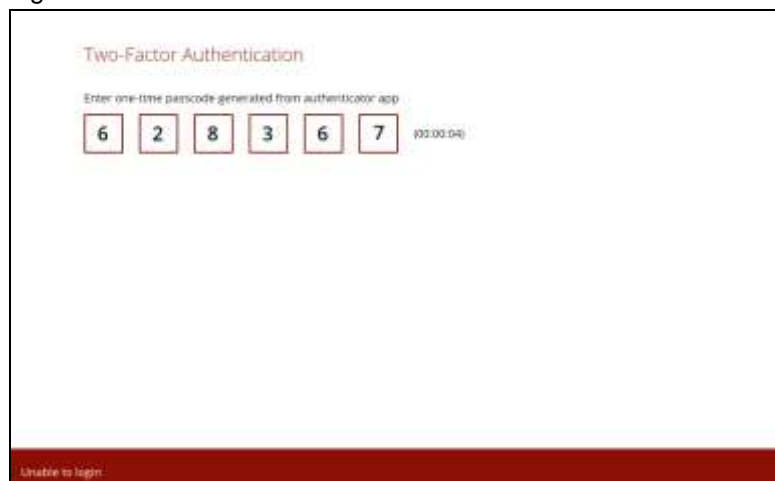 Two-Factor Authentication
Enter one-time passcode generated from authenticator app
6 2 8 3 6 7 (00:00:04)
Unable to login